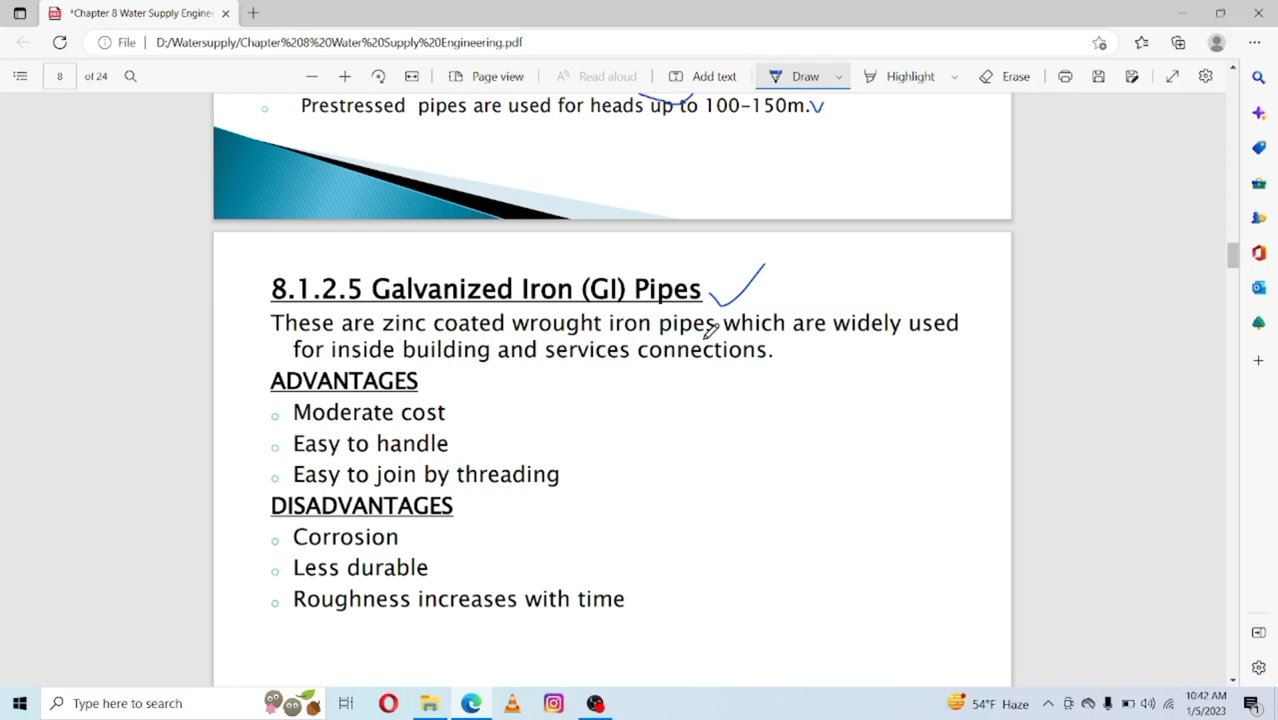 *Chapter 8 Water Supply Engine
File
D:/Watersupply/Chapter%208%20Water%20Supply%20Engineering.pdf
8 of 24
Page view
Read aloud
Add text
Draw
Highlight
Erase
Prestressed pipes are used for heads up to 100-150m.
8.1.2.5 Galvanized Iron (GI) Pipes
These are zinc coated wrought iron pipes which are widely used
for inside building and services connections.
ADVANTAGES
Moderate cost
Easy to handle
Easy to join by threading
DISADVANTAGES
Corrosion
Less durable
Roughness increases with time
Type here to search
54°F Haze
10:42 AM
1/5/2023